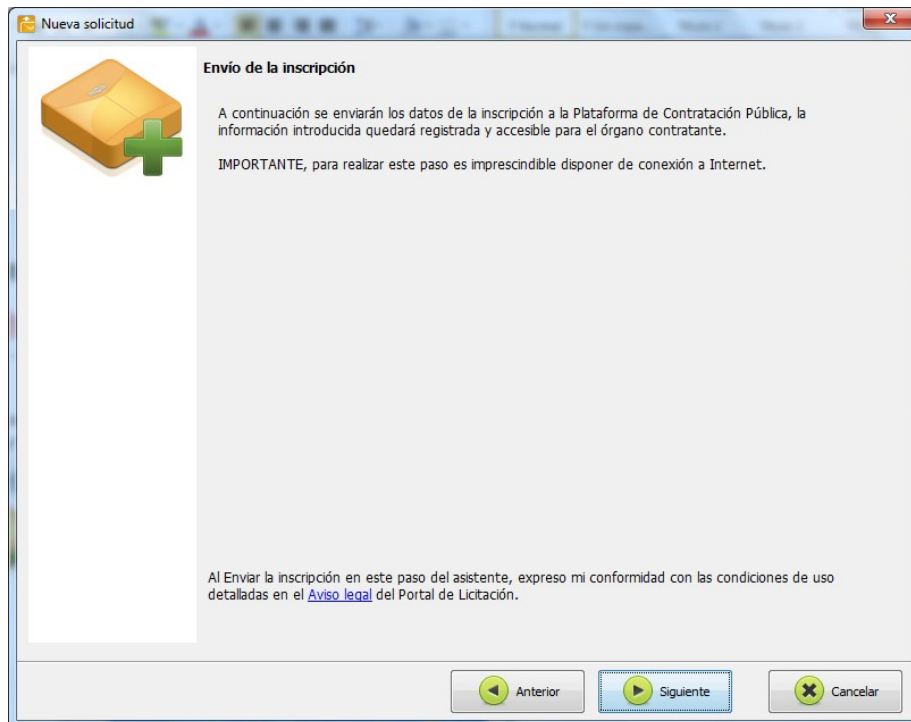 Nueva solicitud
Envío de la inscripción
A continuación se enviarán los datos de la inscripción a la Plataforma de Contratación Pública, la
información introducida quedará registrada y accesible para el órgano contratante.
IMPORTANTE, para realizar este paso es imprescindible disponer de conexión a Internet.
Al Enviar la inscripción en este paso del asistente, expreso mi conformidad con las condiciones de uso
detalladas en el Aviso legal del Portal de Licitación.
Anterior
Siguiente
Cancelar